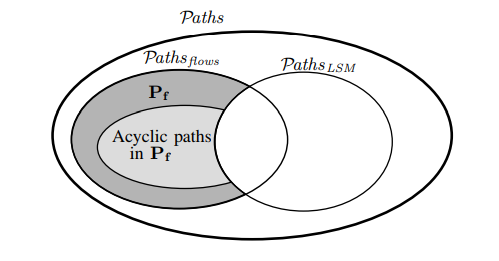 Paths
Paths_flows
Paths_LSM
P_f
Acyclic paths
in P_f